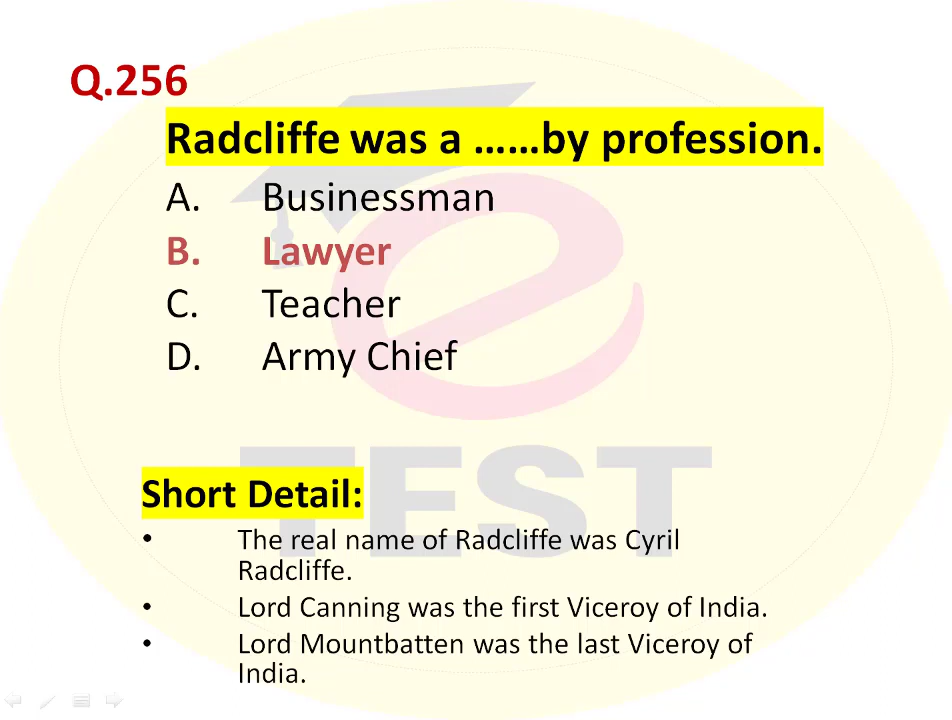 Q.256
Radcliffe was a ......by profession.
A. Businessman
B. Lawyer
C. Teacher
D. Army Chief
e
TEST
Short Detail:
• The real name of Radcliffe was Cyril
Radcliffe.
• Lord Canning was the first Viceroy of India.
• Lord Mountbatten was the last Viceroy of
India.